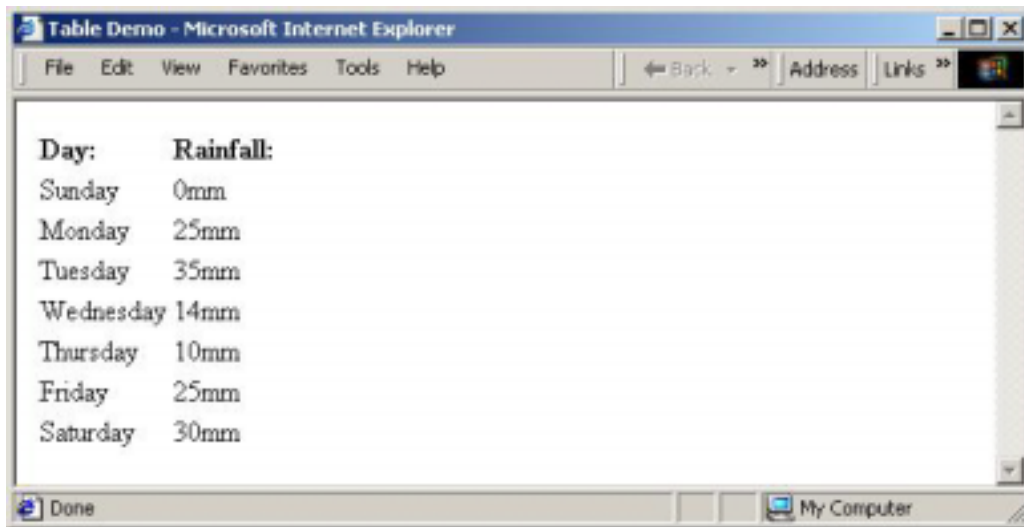 Table Demo - Microsoft Internet Explorer
File Edit View Favorites Tools Help Back » Address Links »
Day: Rainfall:
Sunday 0mm
Monday 25mm
Tuesday 35mm
Wednesday 14mm
Thursday 10mm
Friday 25mm
Saturday 30mm
Done My Computer